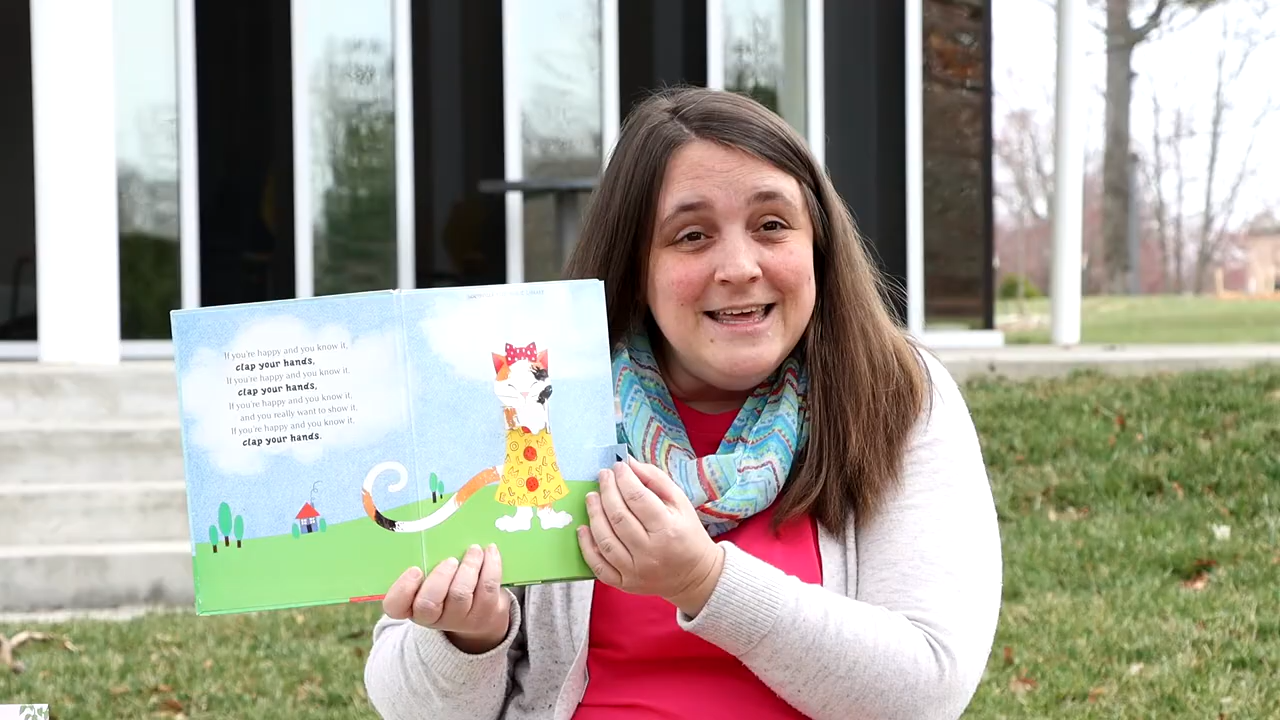 If you're happy and you know it,
clap your hands,
If you're happy and you know it,
clap your hands,
If you're happy and you know it,
and you really want to show it,
If you're happy and you know it,
clap your hands.